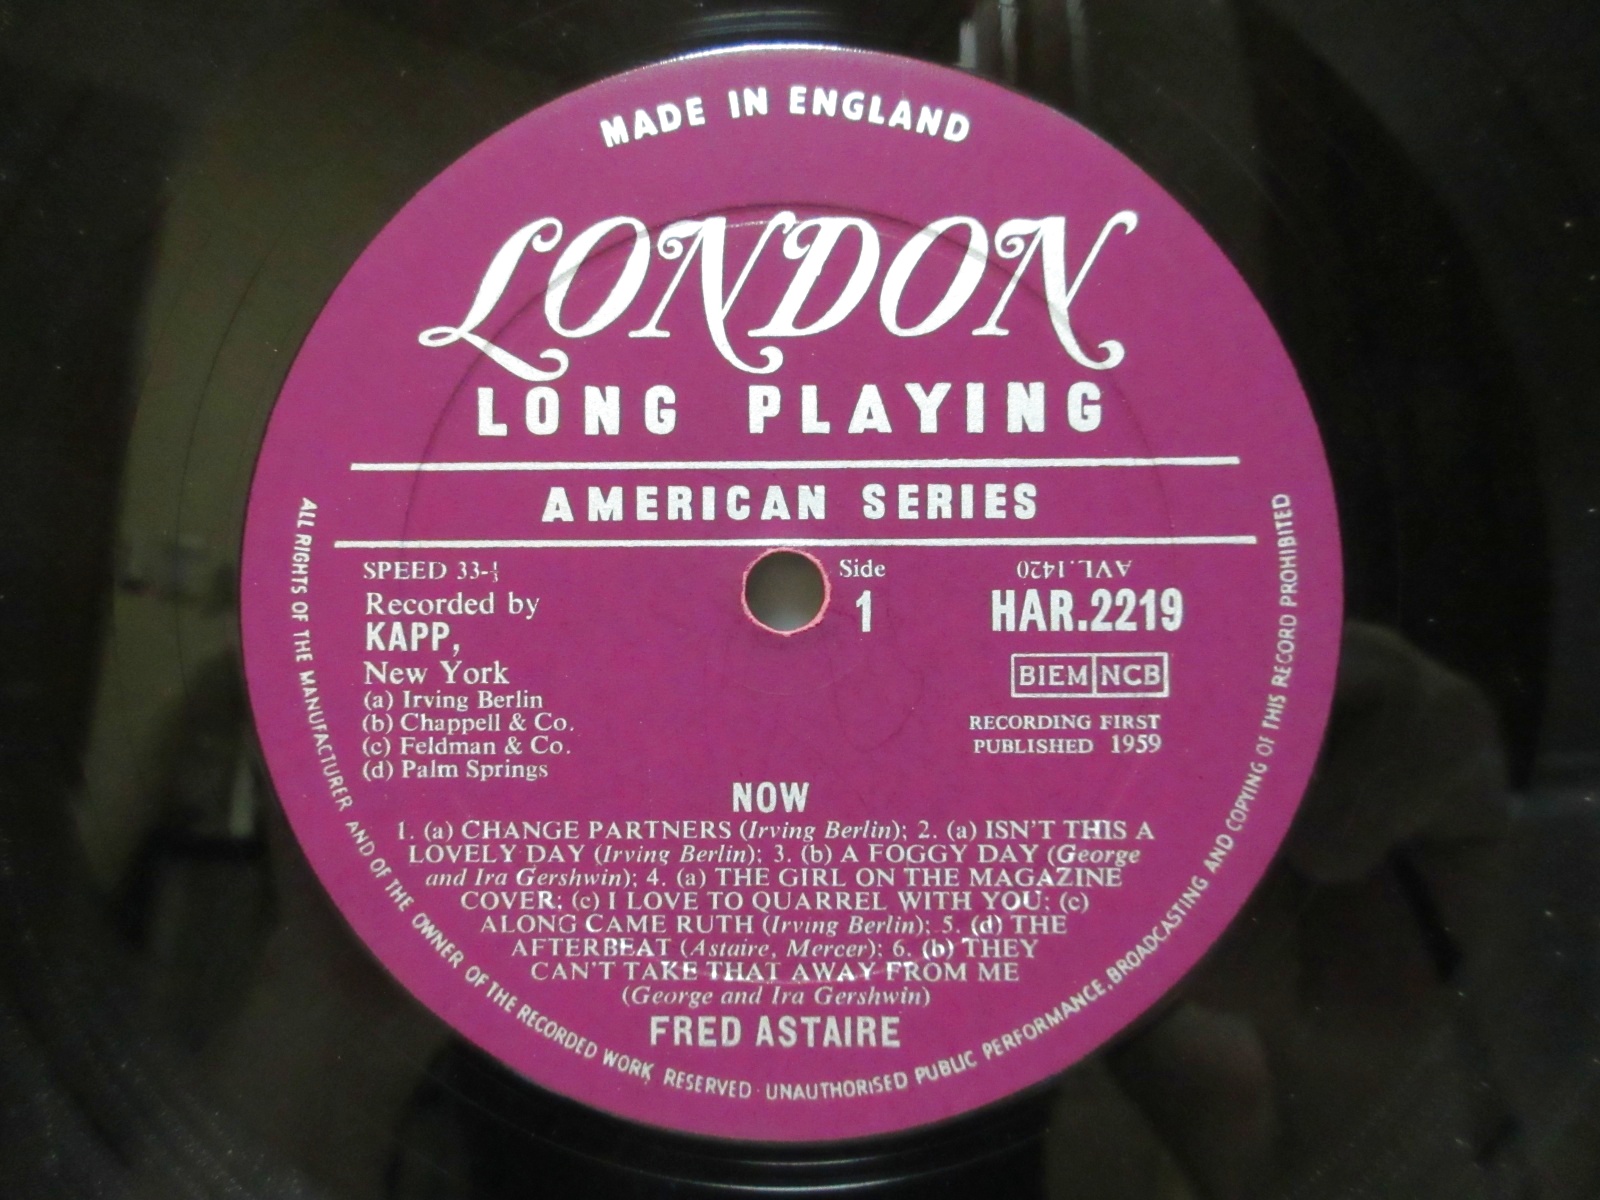 MADE IN ENGLAND
LONDON
LONG PLAYING
AMERICAN SERIES
SPEED 33-⅓
Recorded by
KAPP,
New York
(a) Irving Berlin
(b) Chappell & Co.
(c) Feldman & Co.
(d) Palm Springs
Side
1
AVL.1420
HAR.2219
BIEM NCB
RECORDING FIRST
PUBLISHED 1959
NOW
1. (a) CHANGE PARTNERS (Irving Berlin); 2. (a) ISN'T THIS A
LOVELY DAY (Irving Berlin); 3. (b) A FOGGY DAY (George
and Ira Gershwin); 4. (a) THE GIRL ON THE MAGAZINE
COVER; (c) I LOVE TO QUARREL WITH YOU; (c)
ALONG CAME RUTH (Irving Berlin); 5. (d) THE
AFTERBEAT (Astaire, Mercer); 6. (b) THEY
CAN'T TAKE THAT AWAY FROM ME
(George and Ira Gershwin)
FRED ASTAIRE
ALL RIGHTS OF THE MANUFACTURER AND OF THE OWNER OF THE RECORDED WORK RESERVED · UNAUTHORISED PUBLIC PERFORMANCE, BROADCASTING AND COPYING OF THIS RECORD PROHIBITED